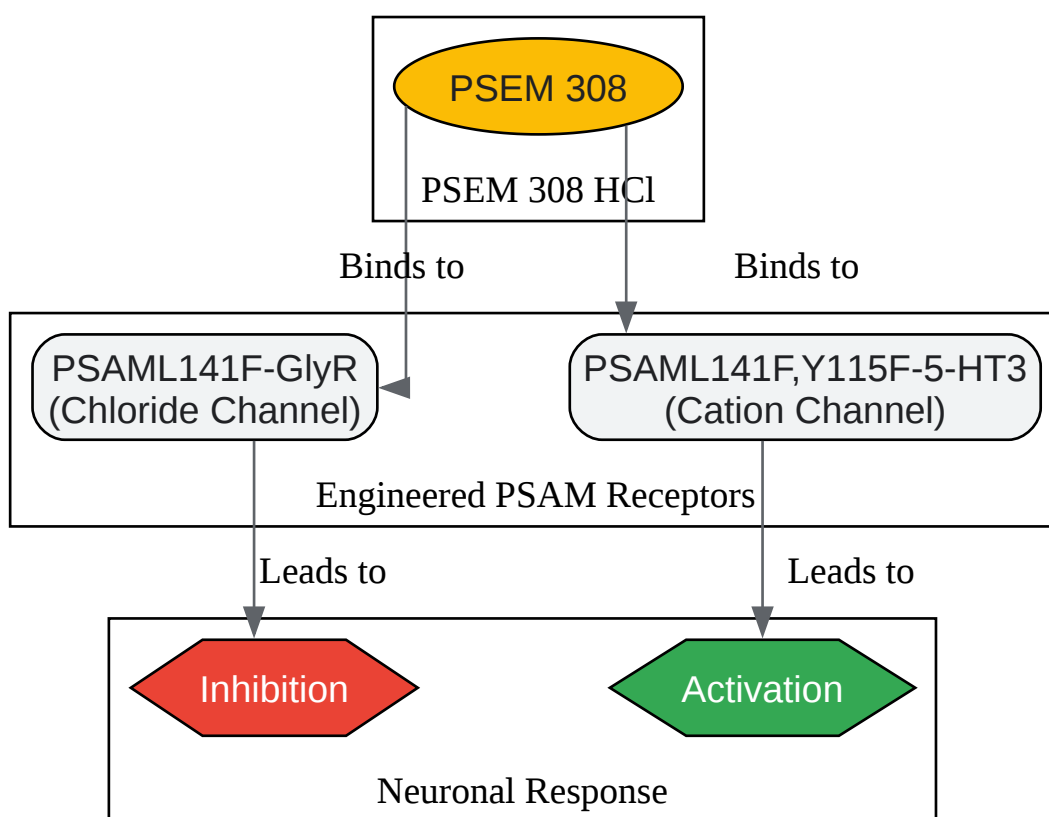 PSEM 308
PSEM 308 HCl
Binds to
Binds to
PSAML141F-GlyR
(Chloride Channel)
PSAML141F,Y115F-5-HT3
(Cation Channel)
Engineered PSAM Receptors
Leads to
Leads to
Inhibition
Activation
Neuronal Response